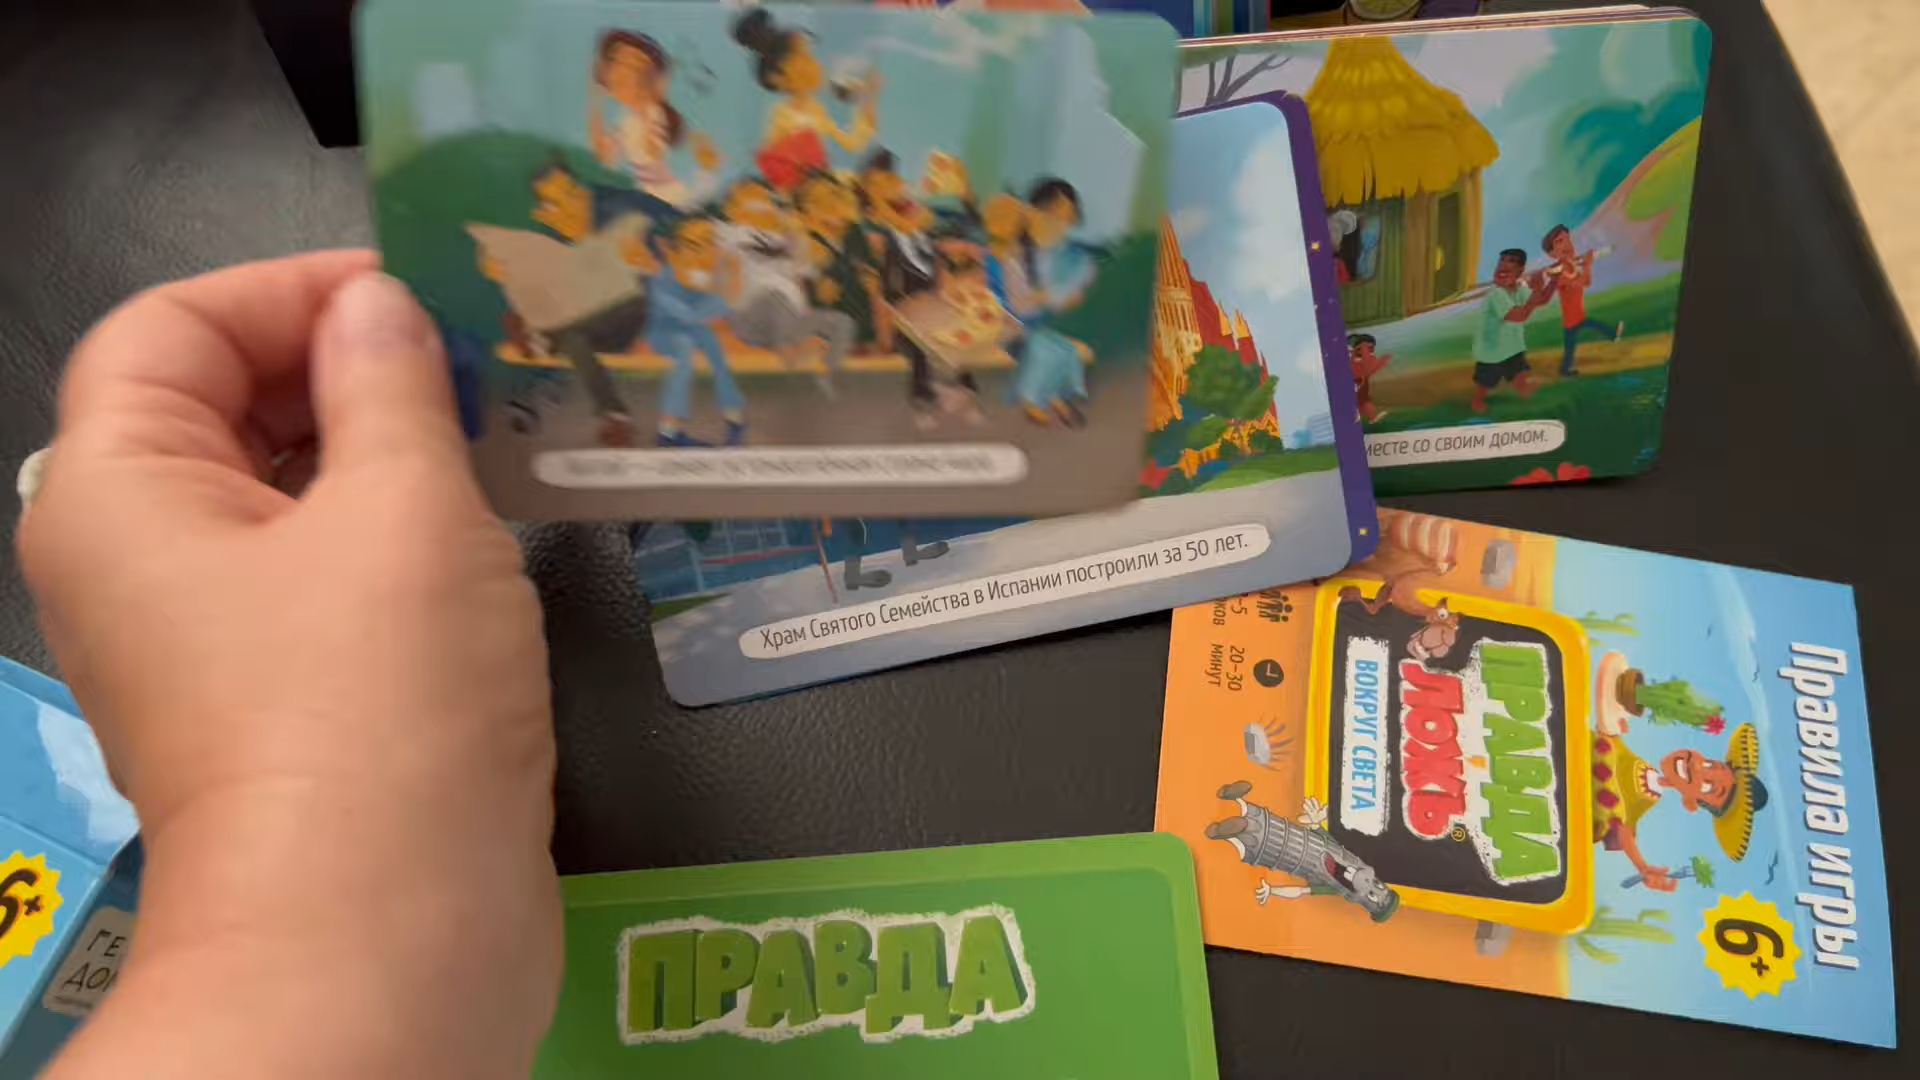 место со своим домом.
Храм Святого Семейства в Испании построили за 50 лет.
Правила игры
ПРАВДА
ЛОЖЬ®
ВОКРУГ СВЕТА
20-30
МИНУТ
6+
6+
ПРАВДА